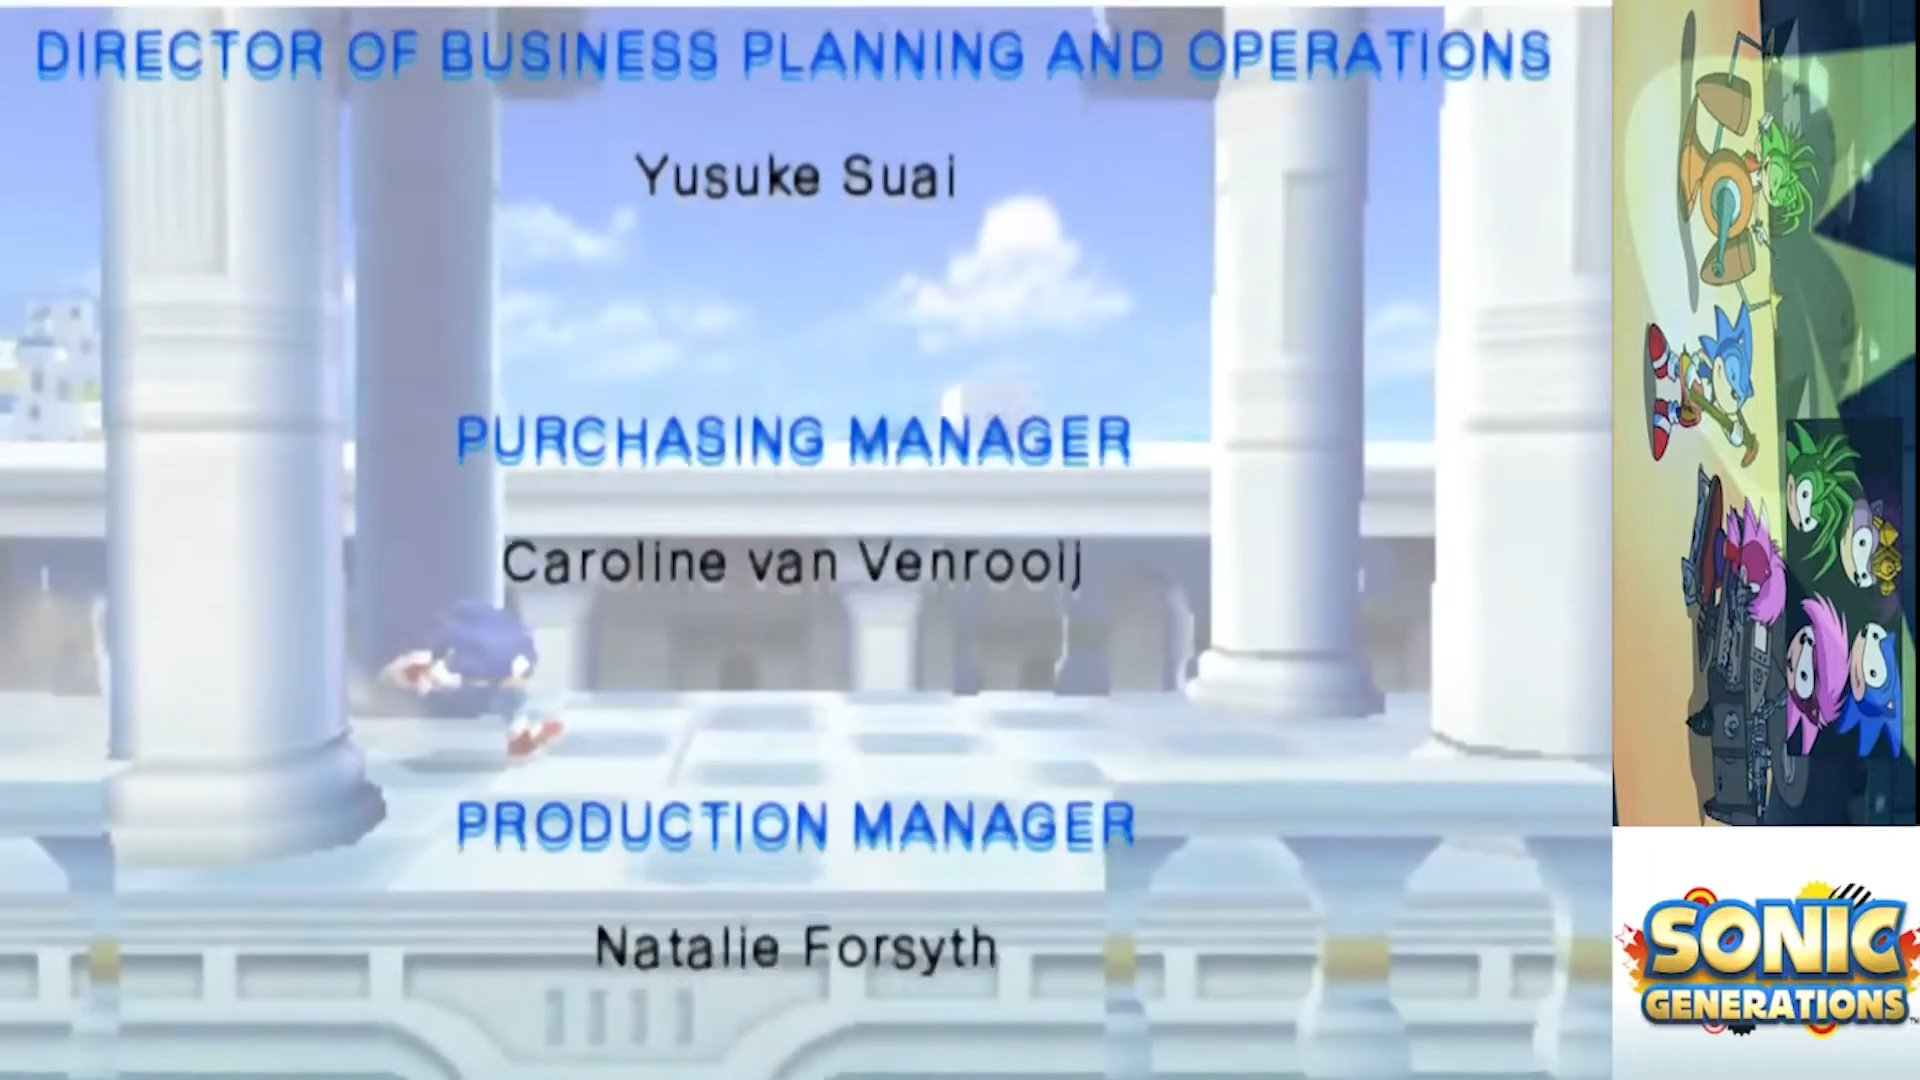 DIRECTOR OF BUSINESS PLANNING AND OPERATIONS
Yusuke Suai
PURCHASING MANAGER
Caroline van Venrooij
PRODUCTION MANAGER
Natalie Forsyth
SONIC
GENERATIONS
TM